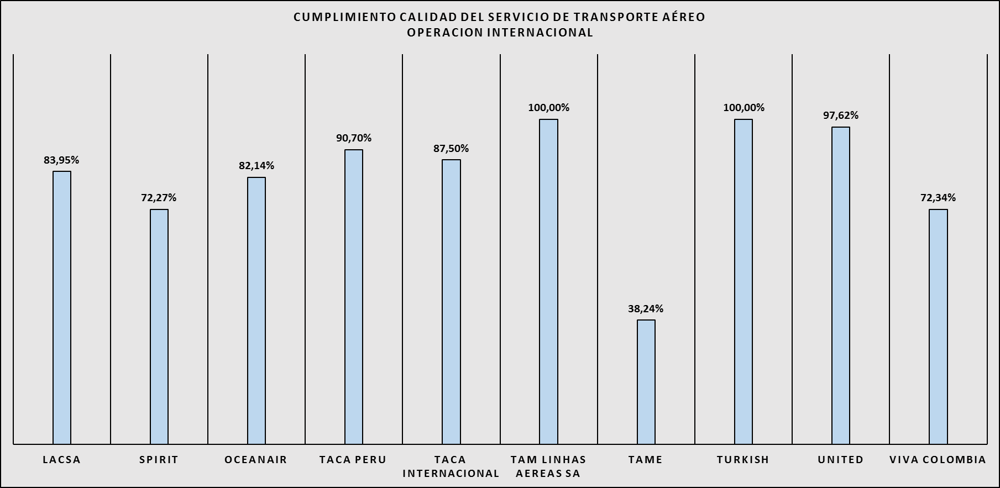 CUMPLIMIENTO CALIDAD DEL SERVICIO DE TRANSPORTE AÉREO
OPERACION INTERNACIONAL
83,95%
72,27%
82,14%
90,70%
87,50%
100,00%
38,24%
100,00%
97,62%
72,34%
LACSA
SPIRIT
OCEANAIR
TACA PERU
TACA
INTERNACIONAL
TAM LINHAS
AEREAS SA
TAME
TURKISH
UNITED
VIVA COLOMBIA